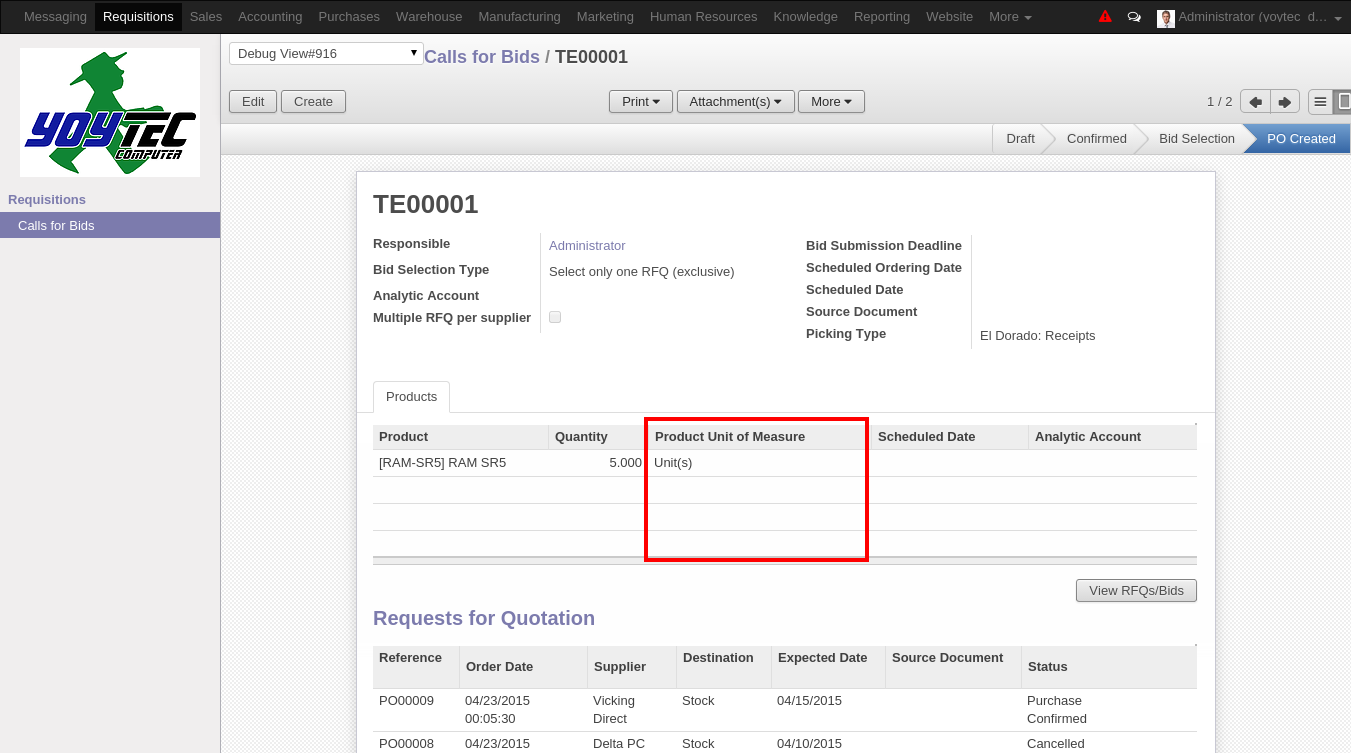 Messaging Requisitions Sales Accounting Purchases Warehouse Manufacturing Marketing Human Resources Knowledge Reporting Website More Administrator (yoytec_d...
Debug View#916 Calls for Bids / TE00001
Edit Create Print Attachment(s) More 1 / 2
Draft Confirmed Bid Selection PO Created
YOYTEC
COMPUTER
Requisitions
Calls for Bids
TE00001
Responsible Administrator Bid Submission Deadline
Bid Selection Type Select only one RFQ (exclusive) Scheduled Ordering Date
Analytic Account Scheduled Date
Multiple RFQ per supplier Source Document
Picking Type El Dorado: Receipts
Products
Product Quantity Product Unit of Measure Scheduled Date Analytic Account
[RAM-SR5] RAM SR5 5.000 Unit(s)
View RFQs/Bids
Requests for Quotation
Reference Order Date Supplier Destination Expected Date Source Document Status
PO00009 04/23/2015 Vicking Stock 04/15/2015 Purchase
00:05:30 Direct Confirmed
PO00008 04/23/2015 Delta PC Stock 04/10/2015 Cancelled